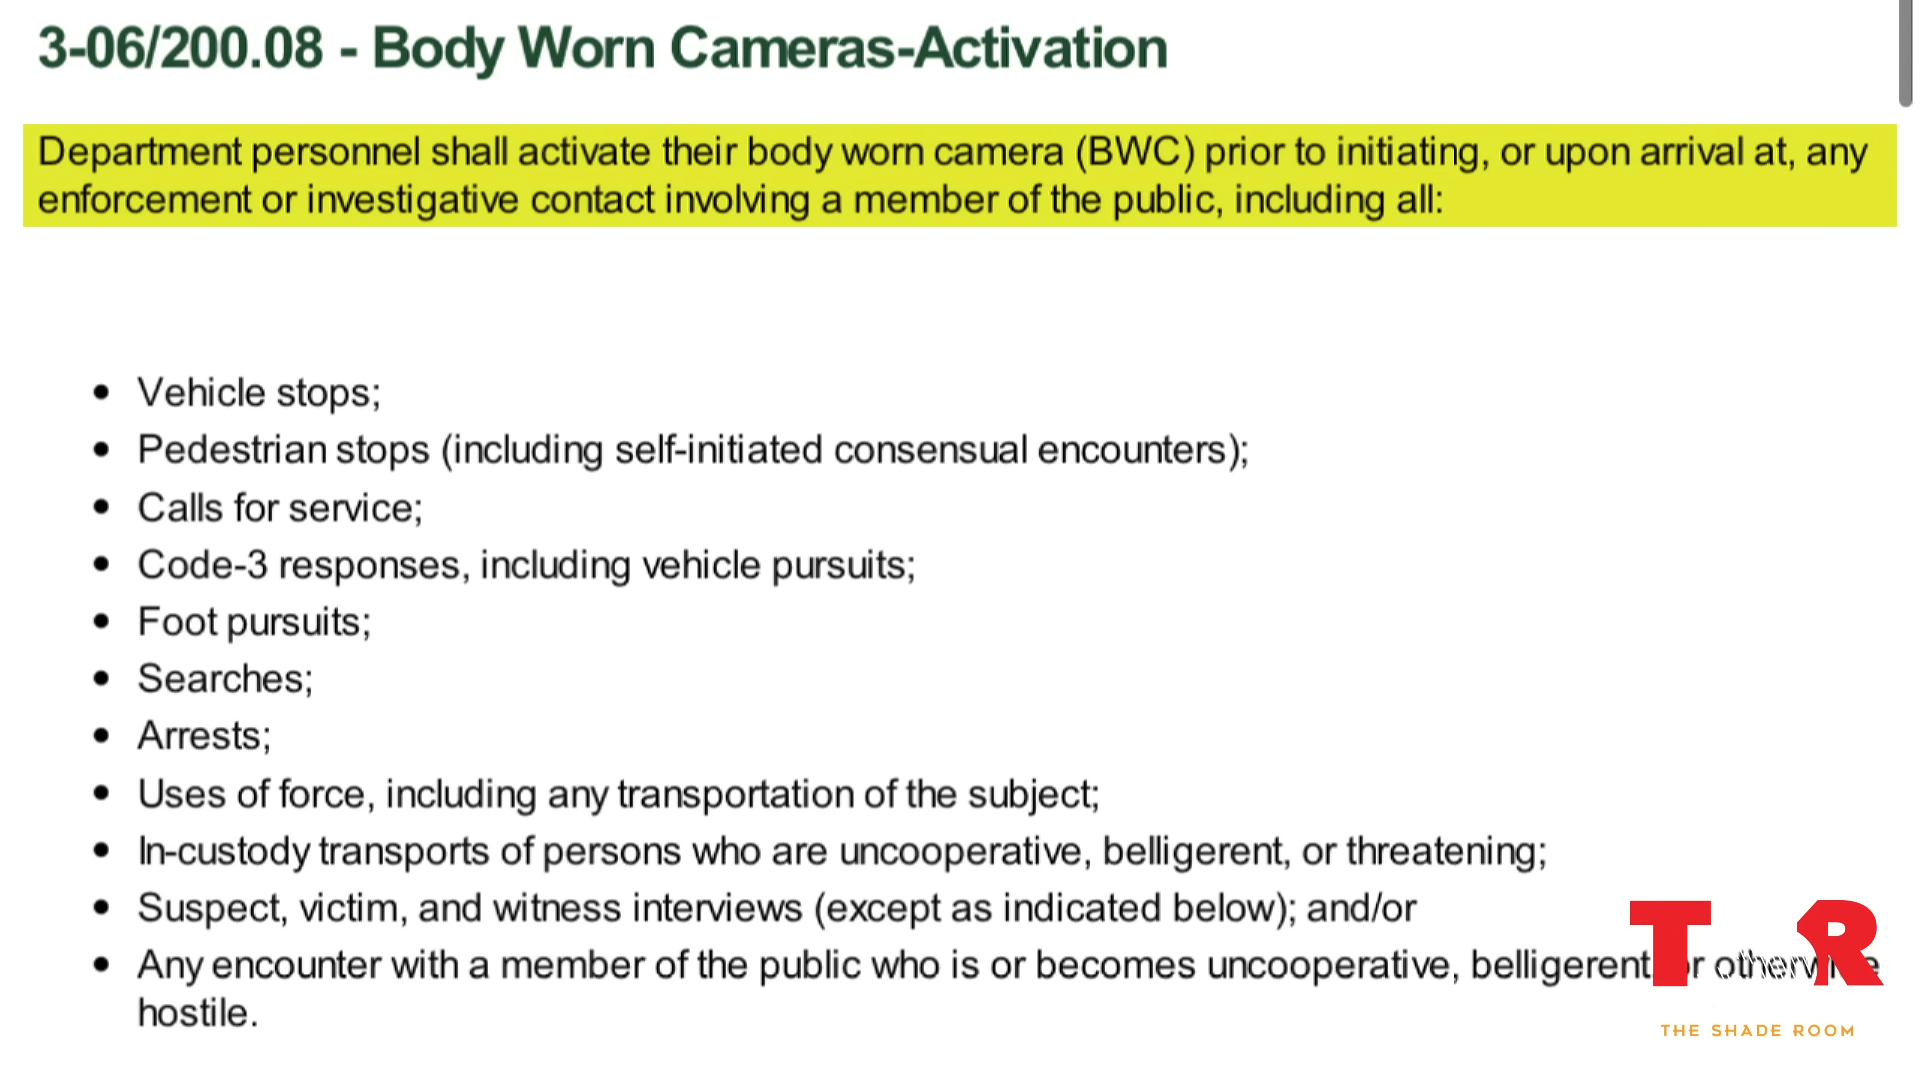 3-06/200.08 - Body Worn Cameras-Activation
Department personnel shall activate their body worn camera (BWC) prior to initiating, or upon arrival at, any
enforcement or investigative contact involving a member of the public, including all:
• Vehicle stops;
• Pedestrian stops (including self-initiated consensual encounters);
• Calls for service;
• Code-3 responses, including vehicle pursuits;
• Foot pursuits;
• Searches;
• Arrests;
• Uses of force, including any transportation of the subject;
• In-custody transports of persons who are uncooperative, belligerent, or threatening;
• Suspect, victim, and witness interviews (except as indicated below); and/or
• Any encounter with a member of the public who is or becomes uncooperative, belligerent,
hostile.
T R
THE SHADE ROOM